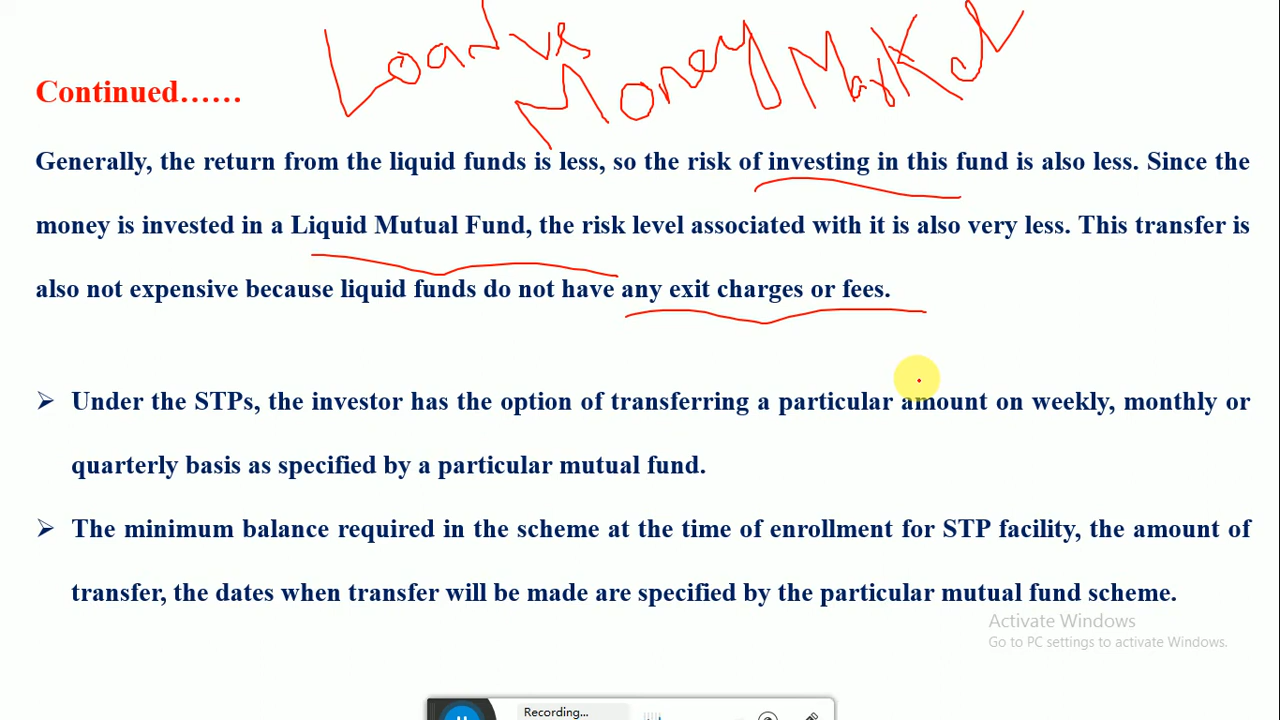 Money Market
Continued......
Generally, the return from the liquid funds is less, so the risk of investing in this fund is also less. Since the
money is invested in a Liquid Mutual Fund, the risk level associated with it is also very less. This transfer is
also not expensive because liquid funds do not have any exit charges or fees.
➢ Under the STPs, the investor has the option of transferring a particular amount on weekly, monthly or
quarterly basis as specified by a particular mutual fund.
➢ The minimum balance required in the scheme at the time of enrollment for STP facility, the amount of
transfer, the dates when transfer will be made are specified by the particular mutual fund scheme.
Activate Windows
Go to PC settings to activate Windows.
Recording...